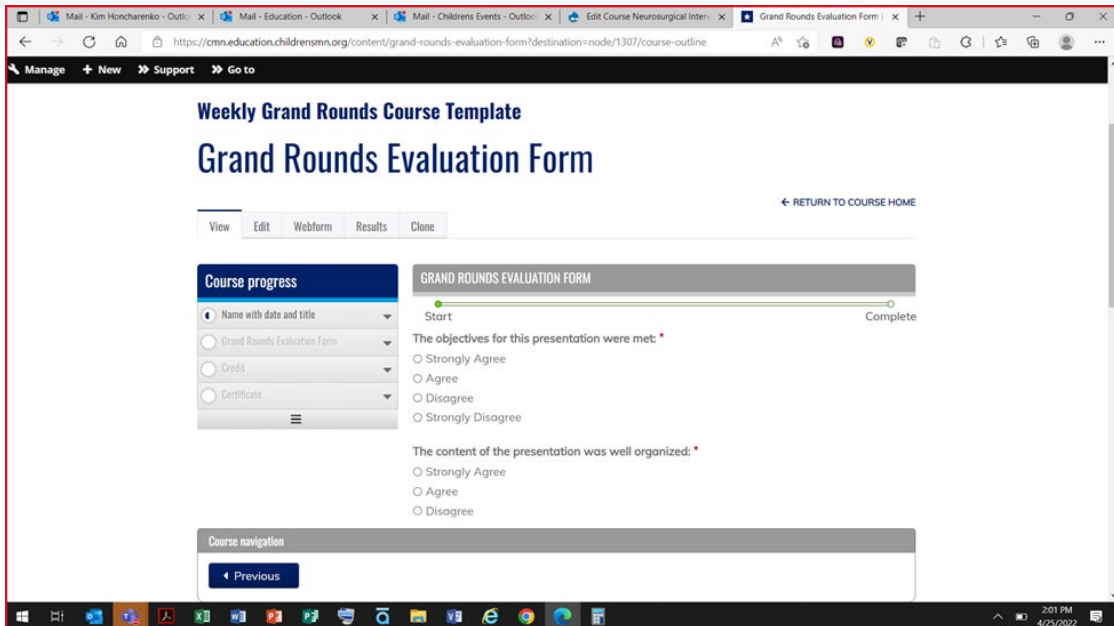 Mail - Kim Honcharenko - Outlo
Mail - Education - Outlook
Mail - Childrens Events - Outloo
Edit Course Neurosurgical Interv
Grand Rounds Evaluation Form |
https://cmn.education.childrensmn.org/content/grand-rounds-evaluation-form?destination=node/1307/course-outline
Manage + New Support Go to
Weekly Grand Rounds Course Template
Grand Rounds Evaluation Form
← RETURN TO COURSE HOME
View Edit Webform Results Clone
Course progress
Name with date and title
Grand Rounds Evaluation Form
Credit
Certificate
GRAND ROUNDS EVALUATION FORM
Start Complete
The objectives for this presentation were met: *
Strongly Agree
Agree
Disagree
Strongly Disagree
The content of the presentation was well organized: *
Strongly Agree
Agree
Disagree
Course navigation
Previous
2:01 PM
4/25/2022